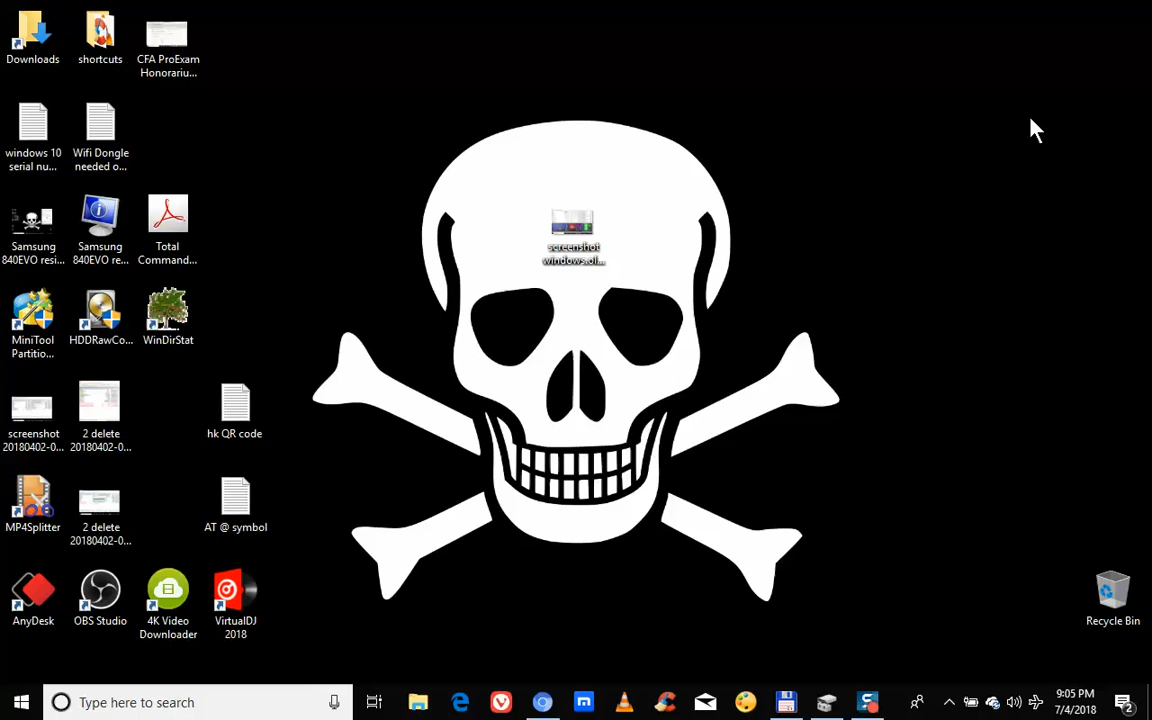 Downloads
shortcuts
CFA ProExam
Honorariu...
windows 10
serial nu...
Wifi Dongle
needed o...
Samsung
840EVO resi...
Samsung
840EVO re...
Total
Comman...
MiniTool
Partitio...
HDDRawCo...
WinDirStat
screenshot
windows.ol...
screenshot
20180402-0...
2 delete
20180402-0...
hk QR code
MP4Splitter
2 delete
20180402-0...
AT @ symbol
AnyDesk
OBS Studio
4K Video
Downloader
VirtualDJ
2018
Recycle Bin
Type here to search
9:05 PM
7/4/2018
2